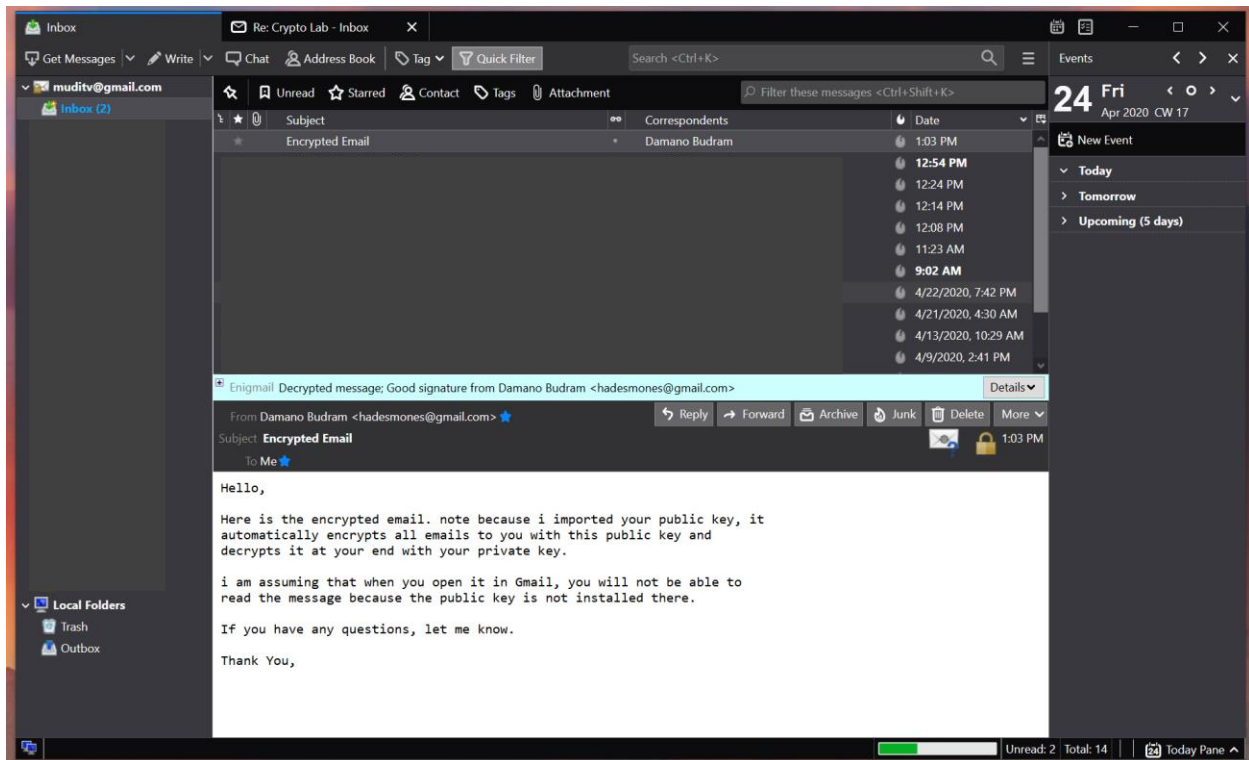 Inbox
Re: Crypto Lab - Inbox
Get Messages Write Chat Address Book Tag Quick Filter Search <Ctrl+K>
Events
muditv@gmail.com
Inbox (2)
Unread Starred Contact Tags Attachment Filter these messages <Ctrl+Shift+K>
24 Fri
Apr 2020 CW 17
Subject Correspondents Date
New Event
Encrypted Email Damano Budram 1:03 PM
12:54 PM
12:24 PM
12:14 PM
12:08 PM
11:23 AM
9:02 AM
4/22/2020, 7:42 PM
4/21/2020, 4:30 AM
4/13/2020, 10:29 AM
4/9/2020, 2:41 PM
Today
Tomorrow
Upcoming (5 days)
Enigmail Decrypted message; Good signature from Damano Budram <hadesmones@gmail.com> Details
From Damano Budram <hadesmones@gmail.com> Reply Forward Archive Junk Delete More
Subject Encrypted Email 1:03 PM
To Me
Hello,
Here is the encrypted email. note because i imported your public key, it
automatically encrypts all emails to you with this public key and
decrypts it at your end with your private key.
i am assuming that when you open it in Gmail, you will not be able to
read the message because the public key is not installed there.
If you have any questions, let me know.
Thank You,
Local Folders
Trash
Outbox
Unread: 2 Total: 14 24 Today Pane